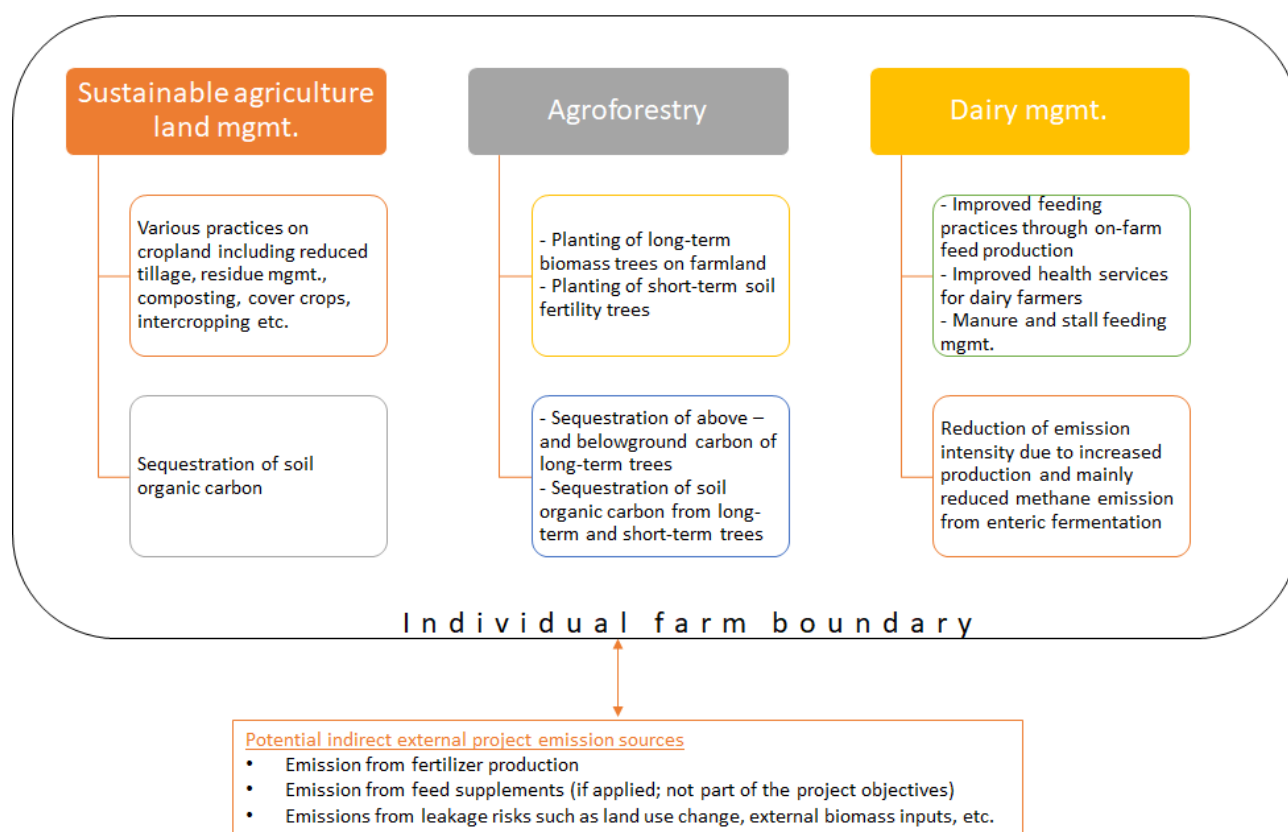 Sustainable agriculture
land mgmt.
Various practices on
cropland including reduced
tillage, residue mgmt.,
composting, cover crops,
intercropping etc.
Sequestration of soil
organic carbon
Agroforestry
- Planting of long-term
biomass trees on farmland
- Planting of short-term soil
fertility trees
- Sequestration of above –
and belowground carbon of
long-term trees
- Sequestration of soil
organic carbon from long-
term and short-term trees
Dairy mgmt.
- Improved feeding
practices through on-farm
feed production
- Improved health services
for dairy farmers
- Manure and stall feeding
mgmt.
Reduction of emission
intensity due to increased
production and mainly
reduced methane emission
from enteric fermentation
Individual farm boundary
Potential indirect external project emission sources
• Emission from fertilizer production
• Emission from feed supplements (if applied; not part of the project objectives)
• Emissions from leakage risks such as land use change, external biomass inputs, etc.